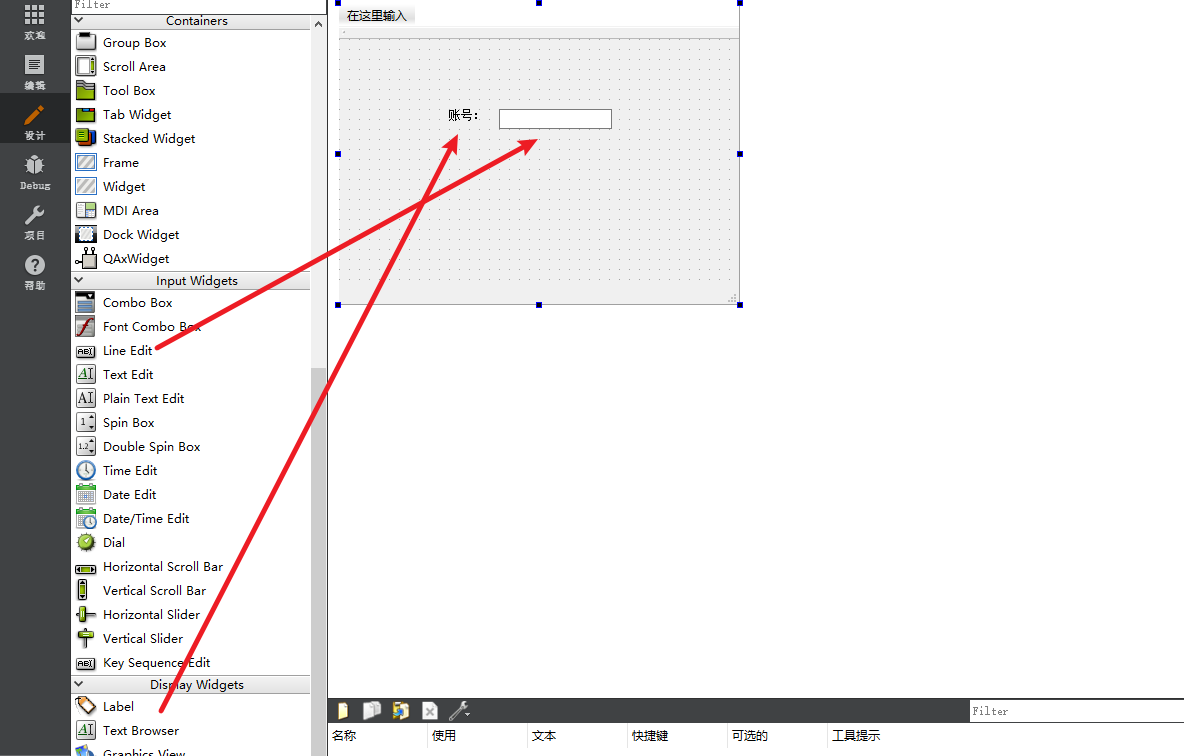 欢迎
编辑
设计
Debug
项目
帮助
Filter
Containers
Group Box
Scroll Area
Tool Box
Tab Widget
Stacked Widget
Frame
Widget
MDI Area
Dock Widget
QAxWidget
Input Widgets
Combo Box
Font Combo Box
Line Edit
Text Edit
Plain Text Edit
Spin Box
Double Spin Box
Time Edit
Date Edit
Date/Time Edit
Dial
Horizontal Scroll Bar
Vertical Scroll Bar
Horizontal Slider
Vertical Slider
Key Sequence Edit
Display Widgets
Label
Text Browser
Graphics View
在这里输入
账号：
Filter
名称 使用 文本 快捷键 可选的 工具提示